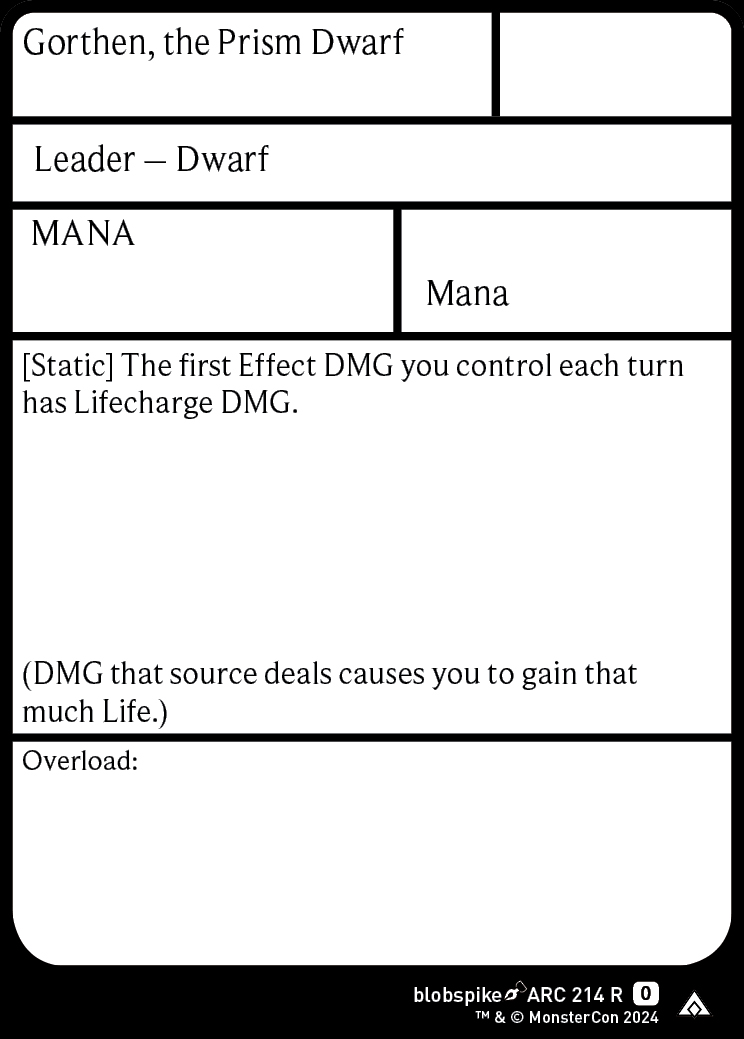 Gorthen, the Prism Dwarf
Leader – Dwarf
MANA
Mana
[Static] The first Effect DMG you control each turn
has Lifecharge DMG.
(DMG that source deals causes you to gain that
much Life.)
Overload:
blobspike ARC 214 R 0
™ & © MonsterCon 2024